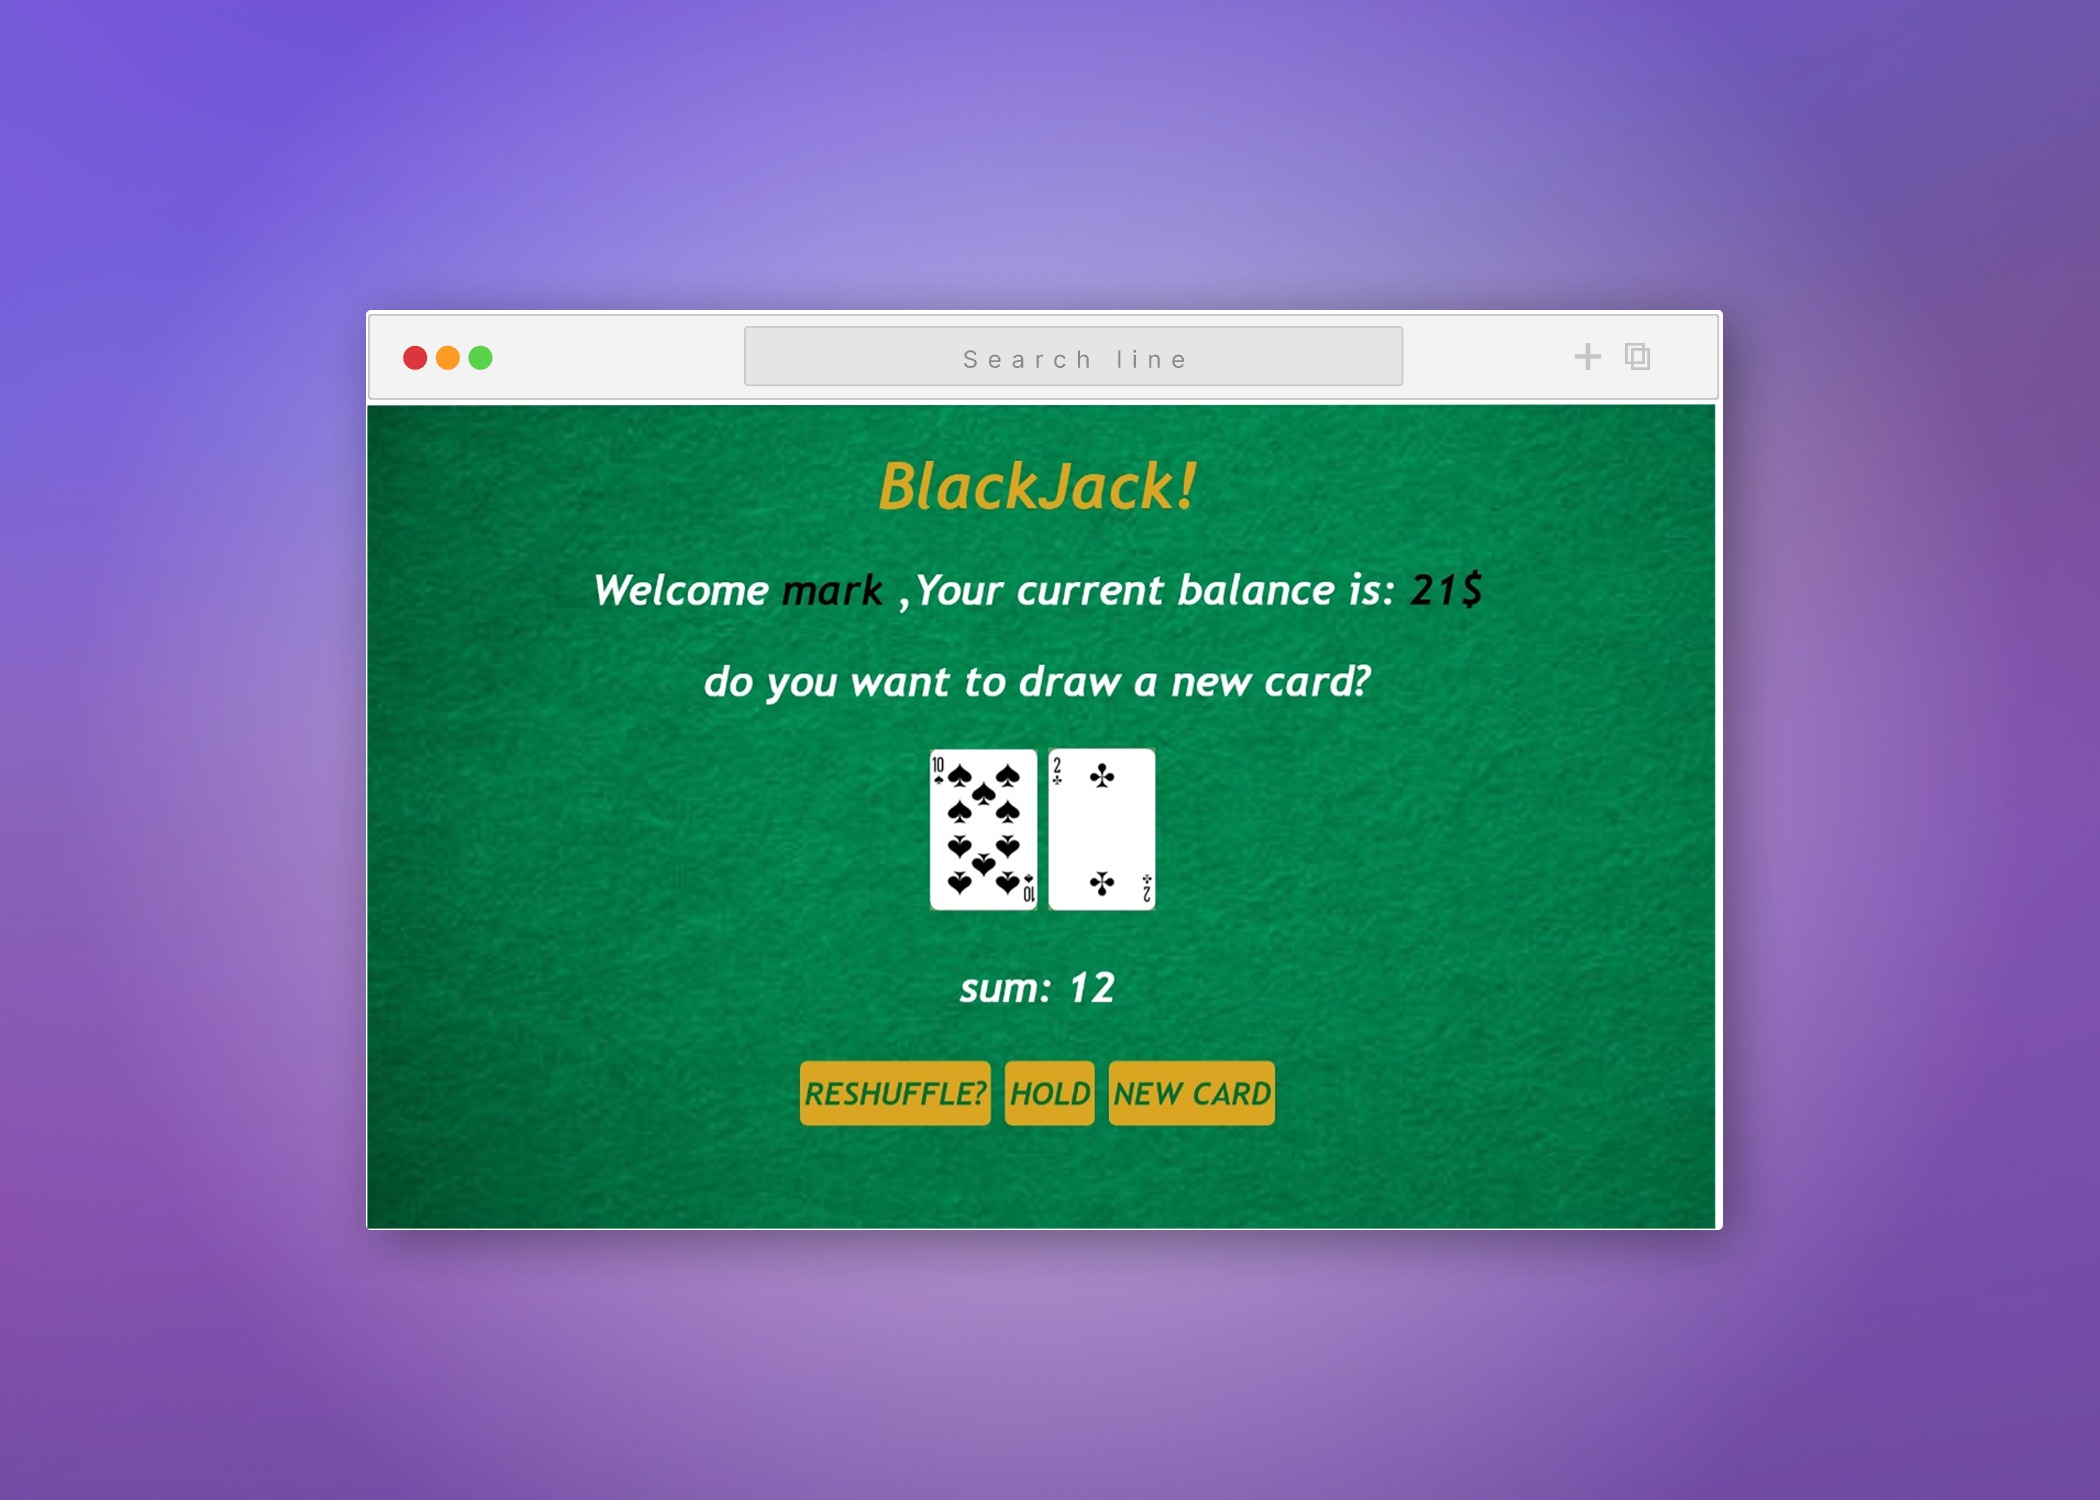 Search line
BlackJack!
Welcome mark ,Your current balance is: 21$
do you want to draw a new card?
10 2
10 2
sum: 12
RESHUFFLE? HOLD NEW CARD